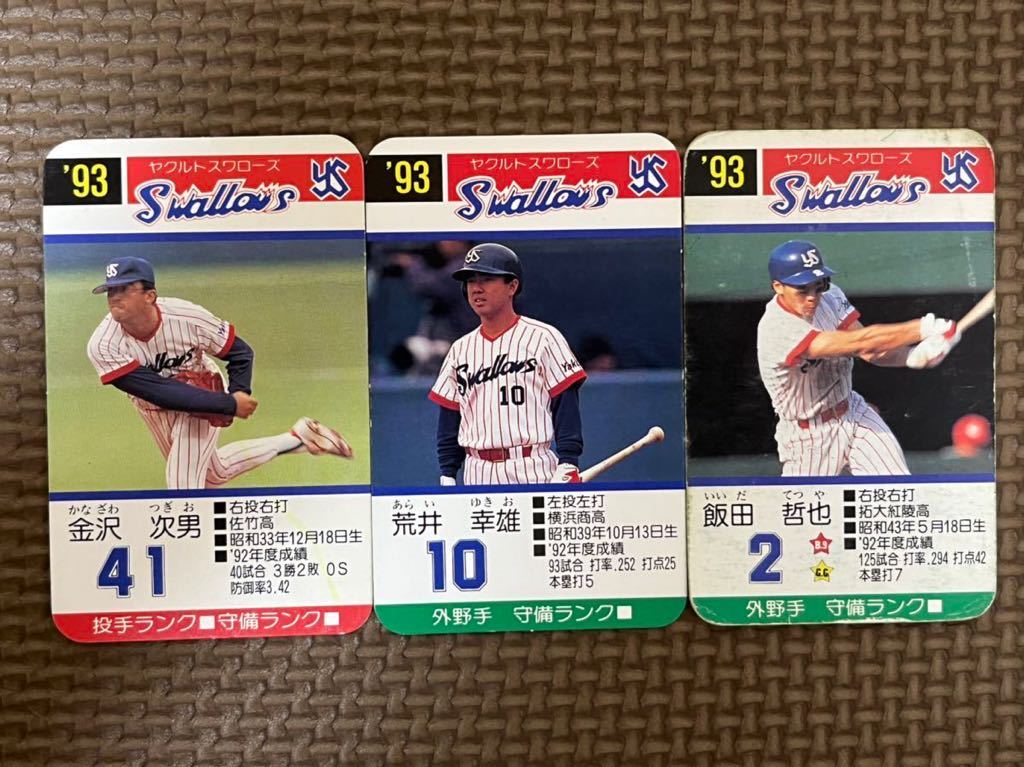 '93
ヤクルトスワローズ
Swallows
YS
YS
Swallows
かなざわ つぎお
金沢 次男
41
■右投右打
■佐竹高
■昭和33年12月18日生
■'92年度成績
40試合 3勝2敗 0S
防御率3.42
投手ランク■守備ランク■
'93
ヤクルトスワローズ
Swallows
YS
YS
Swallows
10
あらい ゆきお
荒井 幸雄
10
■左投左打
■横浜商高
■昭和39年10月13日生
■'92年度成績
93試合 打率.252 打点25
本塁打5
外野手 守備ランク■
'93
ヤクルトスワローズ
Swallows
YS
YS
いいだ てつや
飯田 哲也
2
B.9
G.G
■右投右打
■拓大紅陵高
■昭和43年5月18日生
■'92年度成績
125試合 打率.294 打点42
本塁打7
外野手 守備ランク■